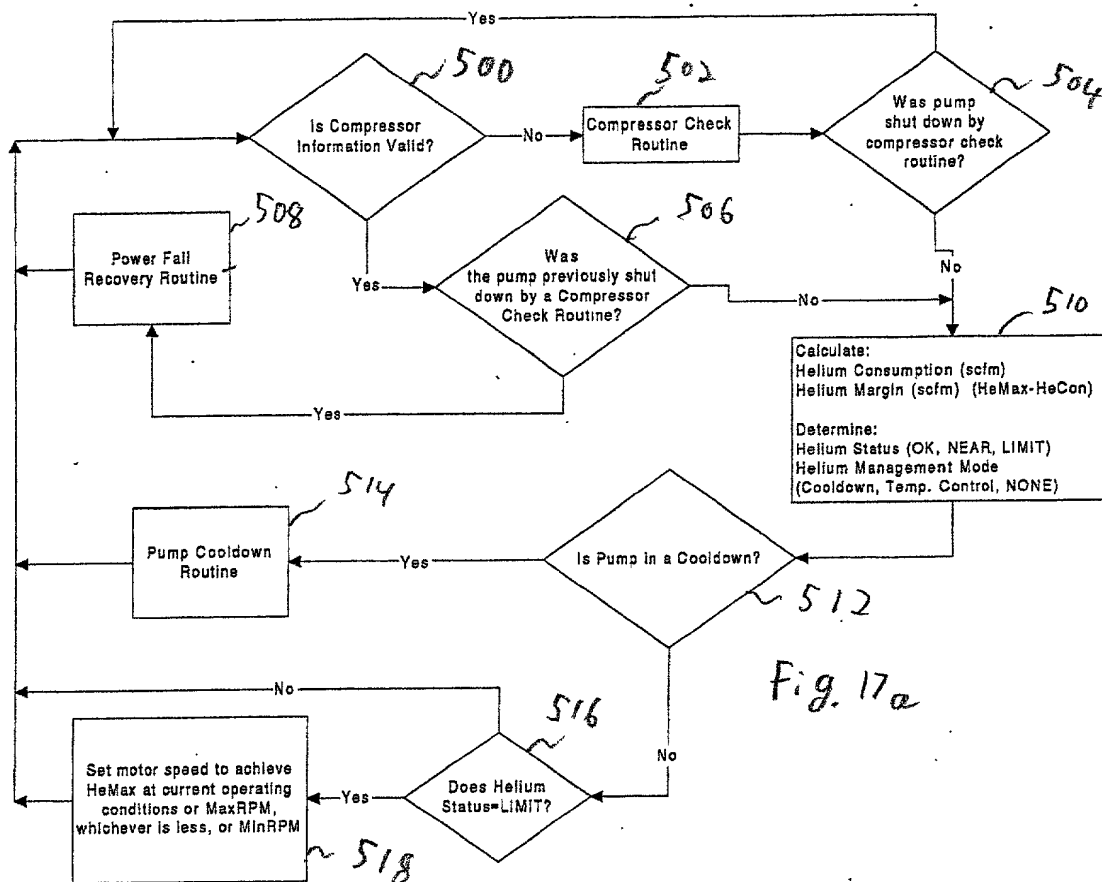 Yes
500
Is Compressor
Information Valid?
No
502
Compressor Check
Routine
504
Was pump
shut down by
compressor check
routine?
508
Power Fail
Recovery Routine
Yes
506
Was
the pump previously shut
down by a Compressor
Check Routine?
No
No
Yes
510
Calculate:
Helium Consumption (scfm)
Helium Margin (scfm) (HeMax-HeCon)
Determine:
Helium Status (OK, NEAR, LIMIT)
Helium Management Mode
(Cooldown, Temp. Control, NONE)
514
Pump Cooldown
Routine
Yes
Is Pump in a Cooldown?
512
Fig. 17a
No
No
516
Does Helium
Status=LIMIT?
Yes
Set motor speed to achieve
HeMax at current operating
conditions or MaxRPM,
whichever is less, or MinRPM
518